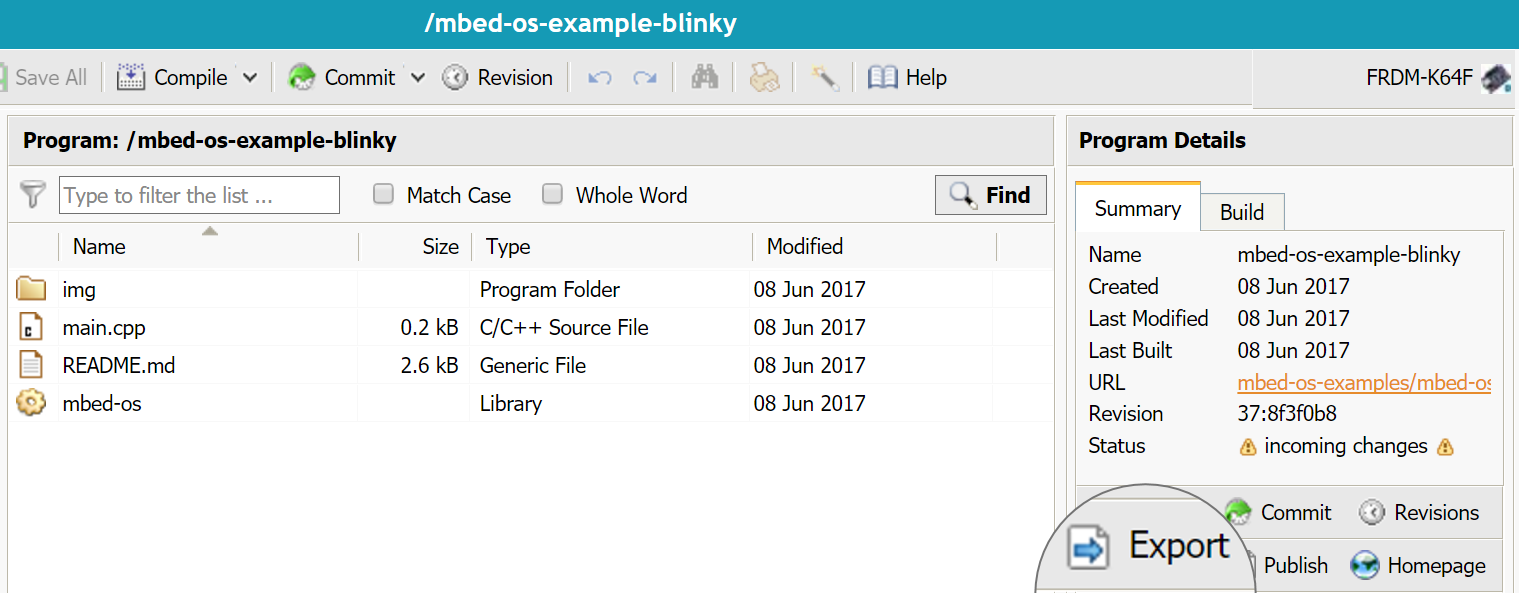 /mbed-os-example-blinky
Save All Compile Commit Revision Help FRDM-K64F
Program: /mbed-os-example-blinky
Type to filter the list ... Match Case Whole Word Find
Name Size Type Modified
img Program Folder 08 Jun 2017
main.cpp 0.2 kB C/C++ Source File 08 Jun 2017
README.md 2.6 kB Generic File 08 Jun 2017
mbed-os Library 08 Jun 2017
Program Details
Summary Build
Name mbed-os-example-blinky
Created 08 Jun 2017
Last Modified 08 Jun 2017
Last Built 08 Jun 2017
URL mbed-os-examples/mbed-os
Revision 37:8f3f0b8
Status incoming changes
Commit Revisions
Export
Publish Homepage